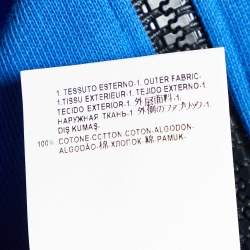 1. TESSUTO ESTERNO-1. OUTER FABRIC-
1.TISSU EXTERIEUR-1.TEJIDO EXTERNO-1.
TECIDO EXTERIOR-1. 外层面料-1.
НАРУЖНАЯ ТКАНЬ-1. 外側のファブリック-1.
DIŞ KUMAŞ-
100% COTONE-COTTON-COTON-ALGODON-
ALGODÃO-棉 ХЛОПОК 綿 PAMUK-